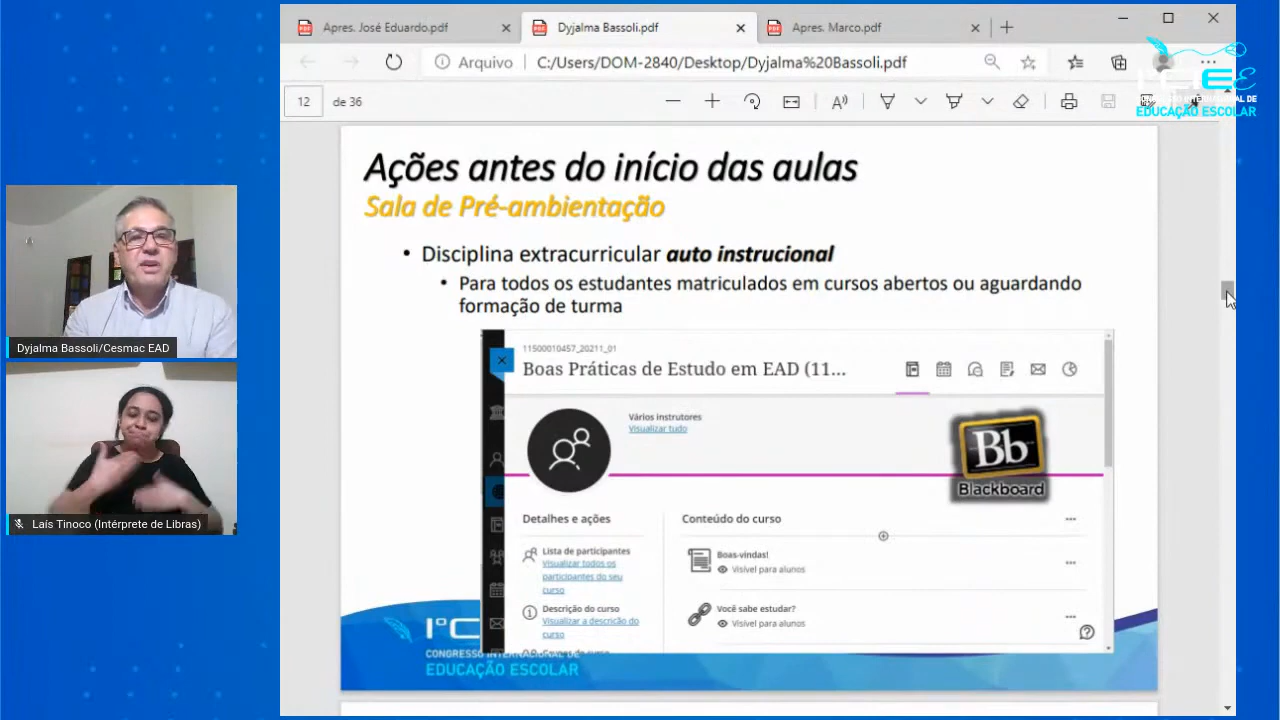 Apres. José Eduardo.pdf
Dyjalma Bassoli.pdf
Apres. Marco.pdf
Arquivo
C:/Users/DOM-2840/Desktop/Dyjalma%20Bassoli.pdf
12 de 36
EDUCAÇÃO ESCOLAR
Ações antes do início das aulas
Sala de Pré-ambientação
• Disciplina extracurricular auto instrucional
• Para todos os estudantes matriculados em cursos abertos ou aguardando
formação de turma
11500010457_20211_01
Boas Práticas de Estudo em EAD (11...
Vários instrutores
Visualizar tudo
Bb
Blackboard
Detalhes e ações
Lista de participantes
Visualizar todos os
participantes do seu
curso
Descrição do curso
Visualizar a descrição do
curso
Conteúdo do curso
Boas-vindas!
Visível para alunos
Você sabe estudar?
Visível para alunos
I°C
CONGRESSO INTERNACIONAL DE
EDUCAÇÃO ESCOLAR
Dyjalma Bassoli/Cesmac EAD
Laís Tinoco (Intérprete de Libras)